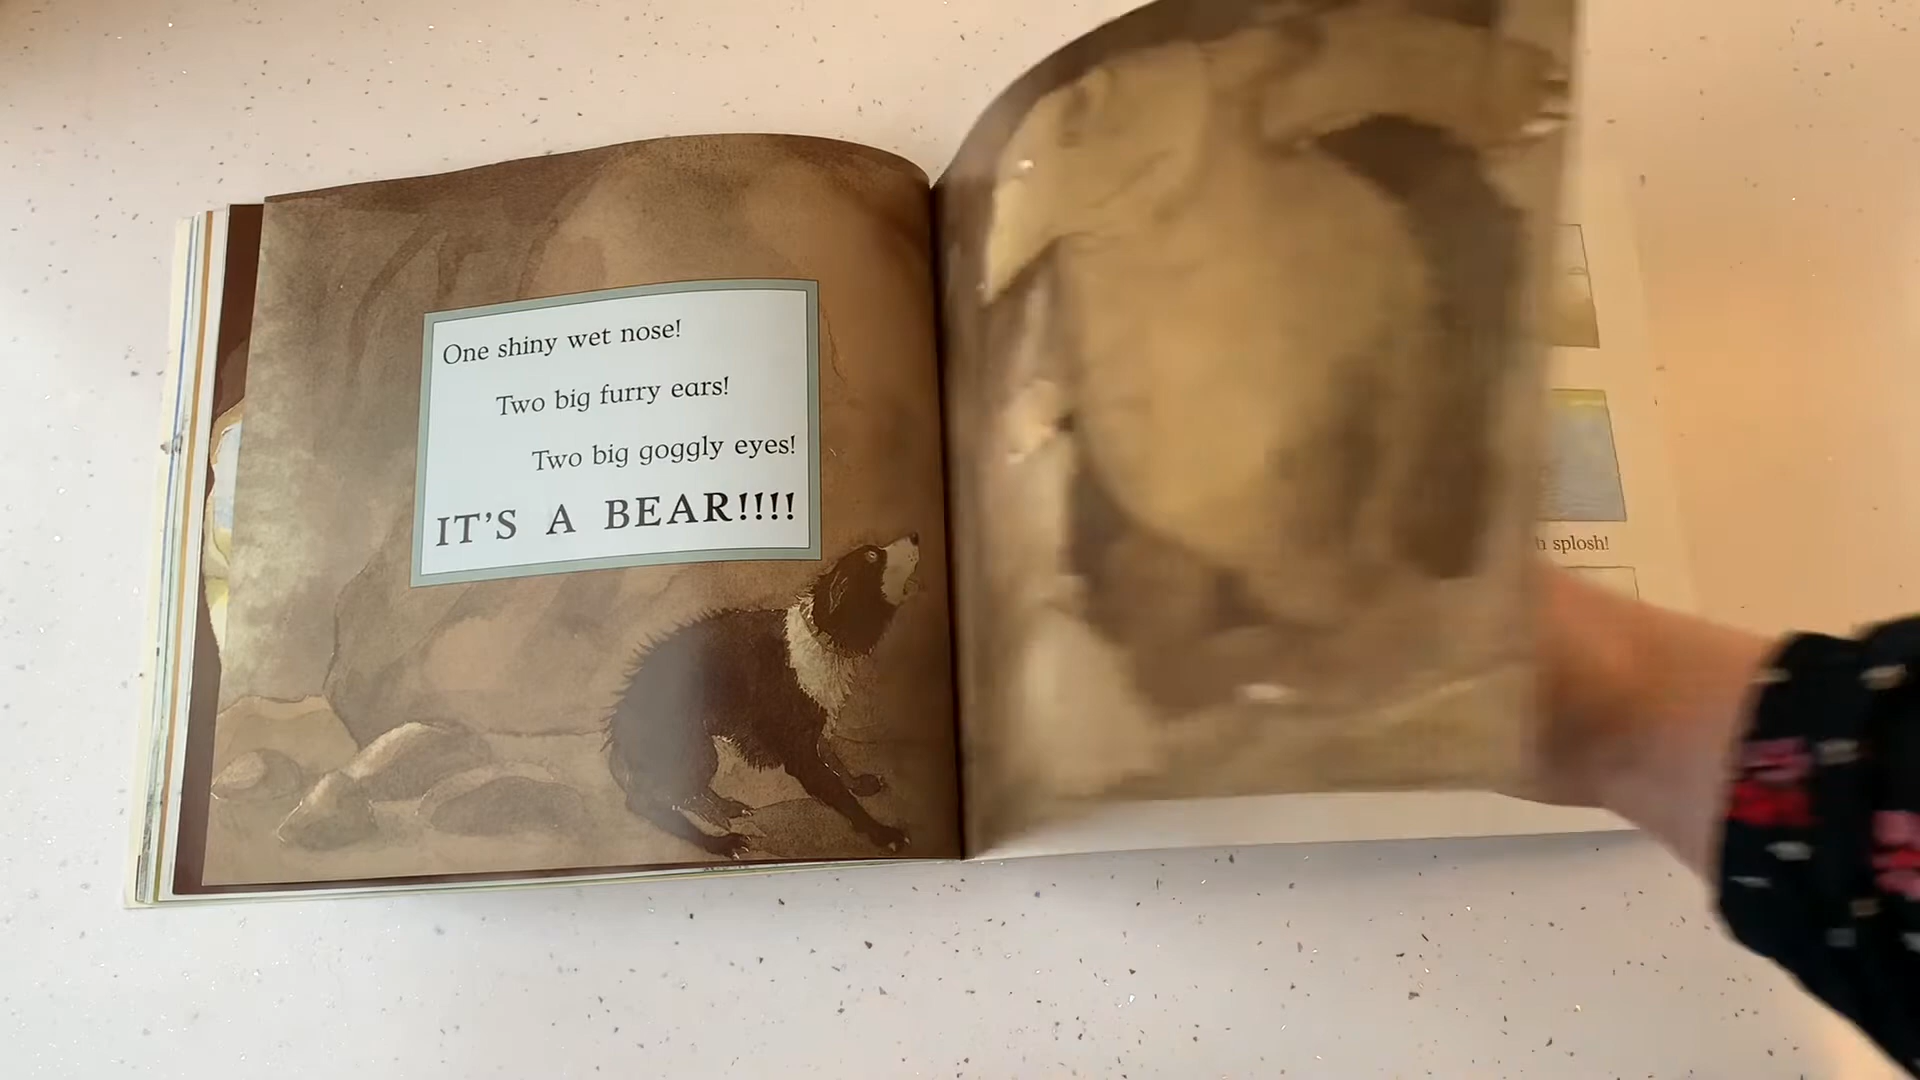 One shiny wet nose!
Two big furry ears!
Two big goggly eyes!
IT'S A BEAR!!!!
splosh!